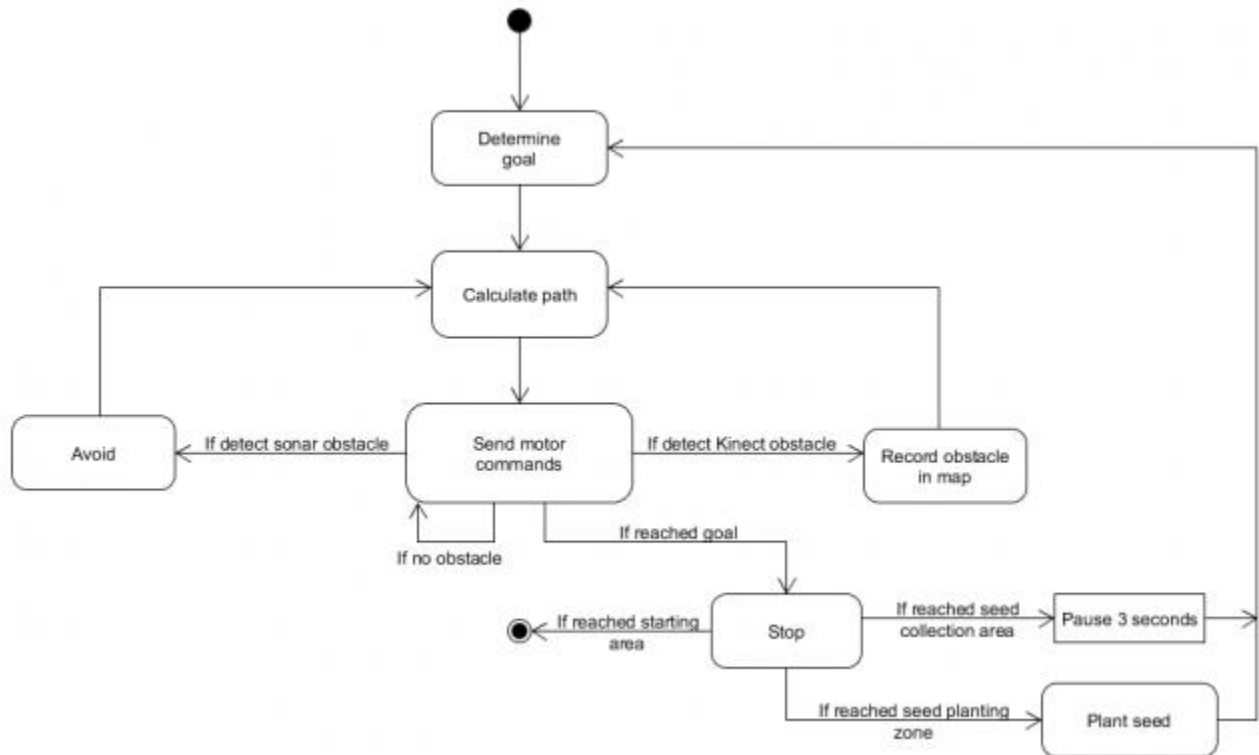 Determine
goal
Calculate path
Avoid
If detect sonar obstacle
Send motor
commands
If detect Kinect obstacle
Record obstacle
in map
If no obstacle
If reached goal
If reached starting
area
Stop
If reached seed
collection area
Pause 3 seconds
If reached seed planting
zone
Plant seed